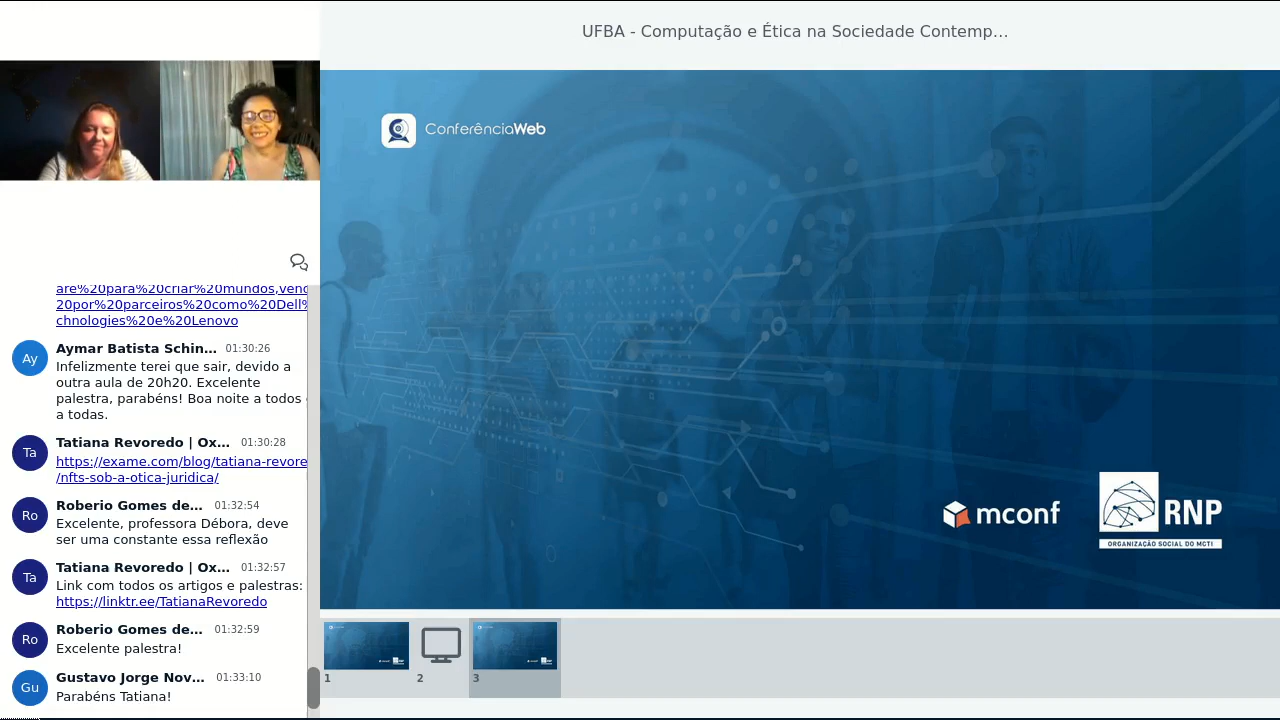 UFBA - Computação e Ética na Sociedade Contemp...
ConferênciaWeb
mconf
RNP
ORGANIZAÇÃO SOCIAL DO MCTI
are%20para%20criar%20mundos,venc
20por%20parceiros%20como%20Dell%
chnologies%20e%20Lenovo
Ay
Aymar Batista Schin... 01:30:26
Infelizmente terei que sair, devido a
outra aula de 20h20. Excelente
palestra, parabéns! Boa noite a todos e
a todas.
Ta
Tatiana Revoredo | Ox... 01:30:28
https://exame.com/blog/tatiana-revore
/nfts-sob-a-otica-juridica/
Ro
Roberio Gomes de... 01:32:54
Excelente, professora Débora, deve
ser uma constante essa reflexão
Ta
Tatiana Revoredo | Ox... 01:32:57
Link com todos os artigos e palestras:
https://linktr.ee/TatianaRevoredo
Ro
Roberio Gomes de... 01:32:59
Excelente palestra!
Gu
Gustavo Jorge Nov... 01:33:10
Parabéns Tatiana!
1
2
3